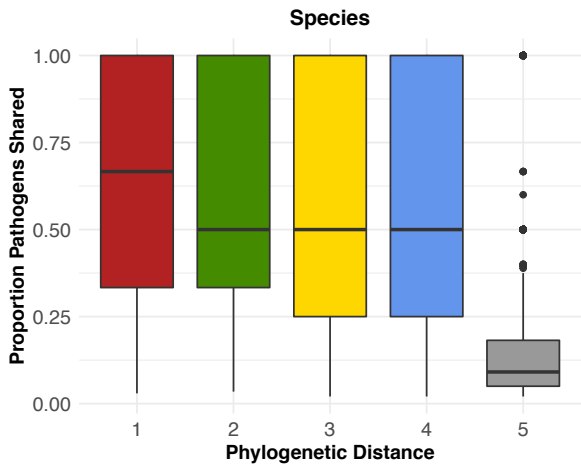 Species
Proportion Pathogens Shared
1.00
0.75
0.50
0.25
0.00
1 2 3 4 5
Phylogenetic Distance